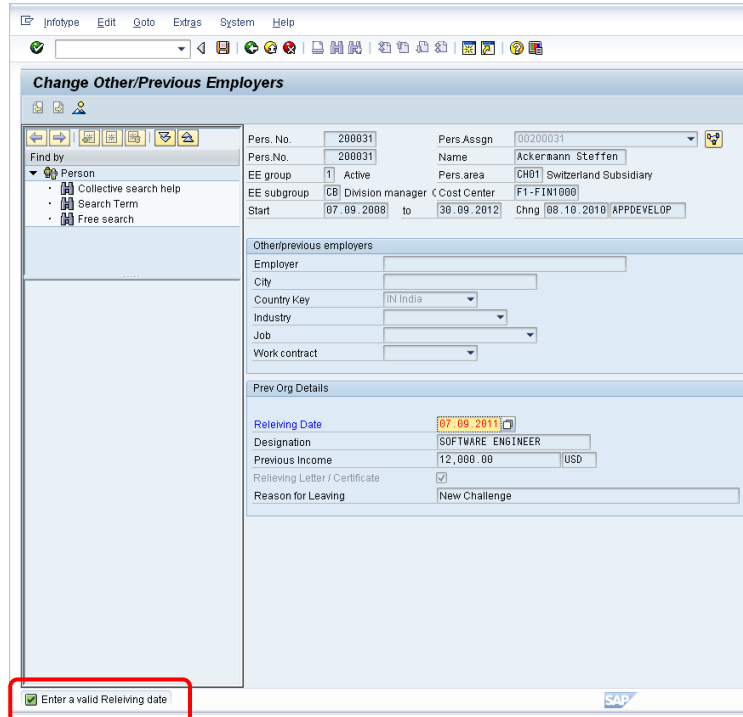 Infotype Edit Goto Extras System Help
Change Other/Previous Employers
Find by
Person
Collective search help
Search Term
Free search
Pers. No. 200031 Pers.Assgn 00200031
Pers.No. 200031 Name Ackermann Steffen
EE group 1 Active Pers.area CH01 Switzerland Subsidiary
EE subgroup CB Division manager ( Cost Center F1-FIN1000
Start 07.09.2008 to 30.09.2012 Chng 08.10.2010 APPDEVELOP
Other/previous employers
Employer
City
Country Key IN India
Industry
Job
Work contract
Prev Org Details
Releiving Date 07.09.2011
Designation SOFTWARE ENGINEER
Previous Income 12,000.00 USD
Relieving Letter / Certificate
Reason for Leaving New Challenge
Enter a valid Releiving date
SAP